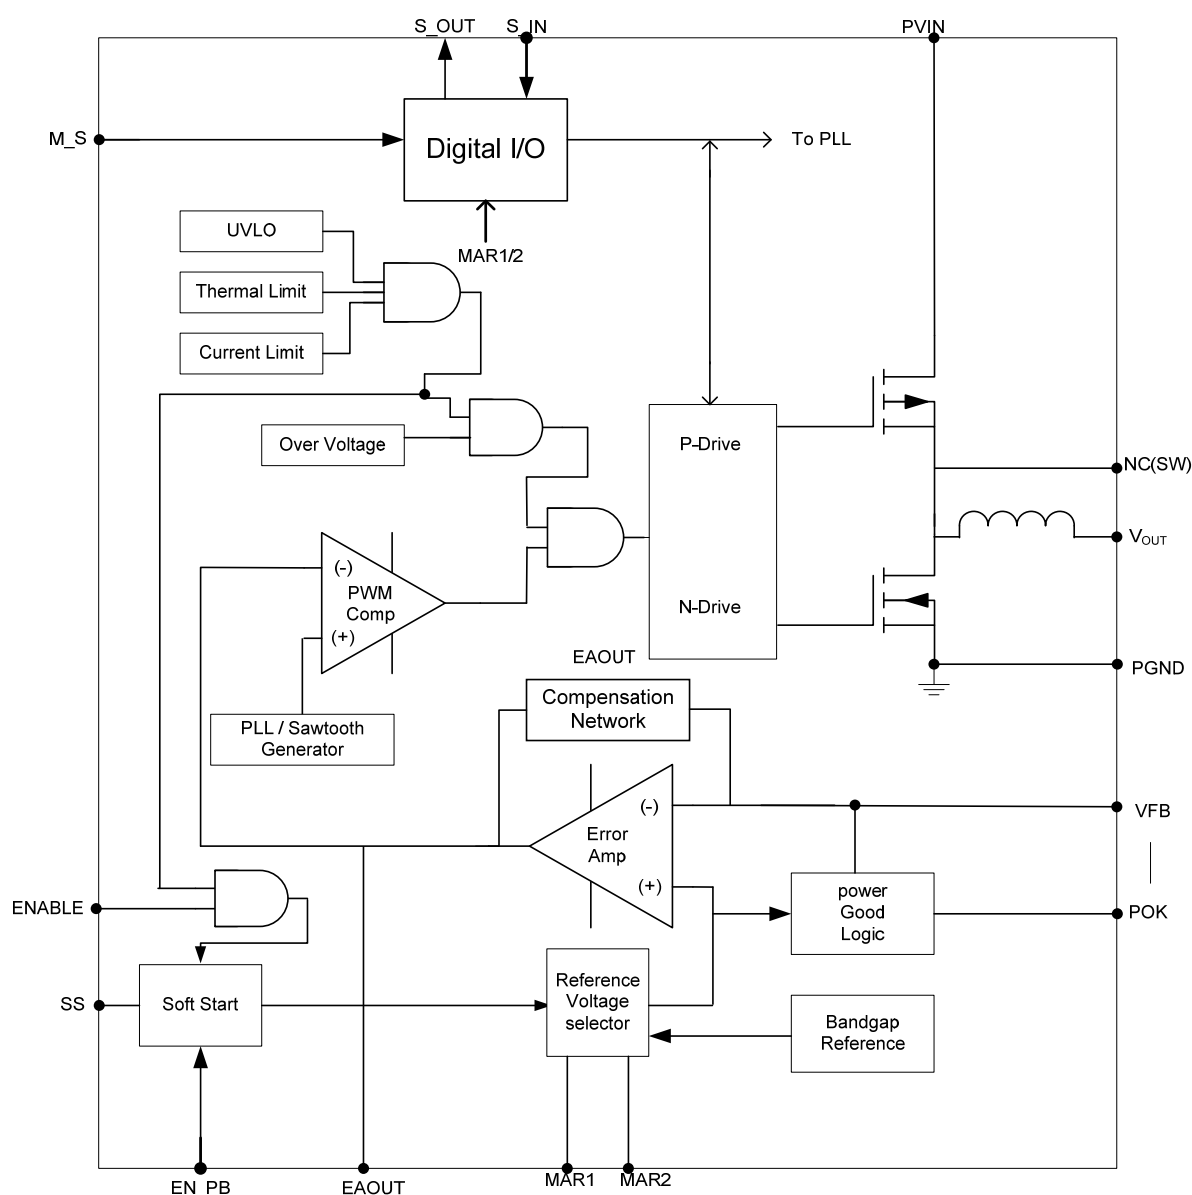 S_OUT
S_IN
PVIN
M_S
Digital I/O
To PLL
MAR1/2
UVLO
Thermal Limit
Current Limit
Over Voltage
P-Drive
NC(SW)
VOUT
(-)
PWM
Comp
(+)
N-Drive
PGND
EAOUT
Compensation
Network
PLL / Sawtooth
Generator
(-)
Error
Amp
(+)
VFB
power
Good
Logic
POK
ENABLE
SS
Soft Start
Reference
Voltage
selector
Bandgap
Reference
EN_PB
EAOUT
MAR1
MAR2